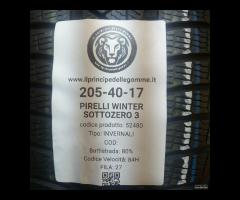 www.ilprincipedellegomme.it
205-40-17
PIRELLI WINTER
SOTTOZERO 3
codice prodotto: 52480
Tipo: INVERNALI
COD:
Battistrada: 80%
Codice Velocità: 84H
FILA: 27